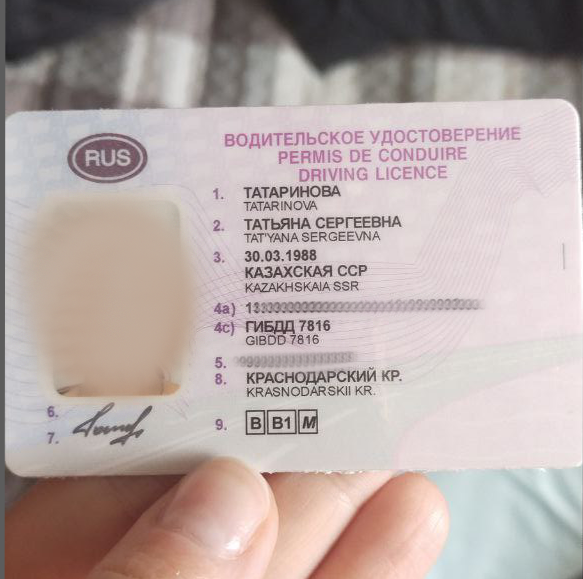 RUS
ВОДИТЕЛЬСКОЕ УДОСТОВЕРЕНИЕ
PERMIS DE CONDUIRE
DRIVING LICENCE
1. ТАТАРИНОВА
TATARINOVA
2. ТАТЬЯНА СЕРГЕЕВНА
TAT'YANA SERGEEVNA
3. 30.03.1988
КАЗАХСКАЯ ССР
KAZAKHSKAIA SSR
4a)
4c) ГИБДД 7816
GIBDD 7816
5.
8. КРАСНОДАРСКИЙ КР.
KRASNODARSKII KR.
6.
7.
9. B B1 M